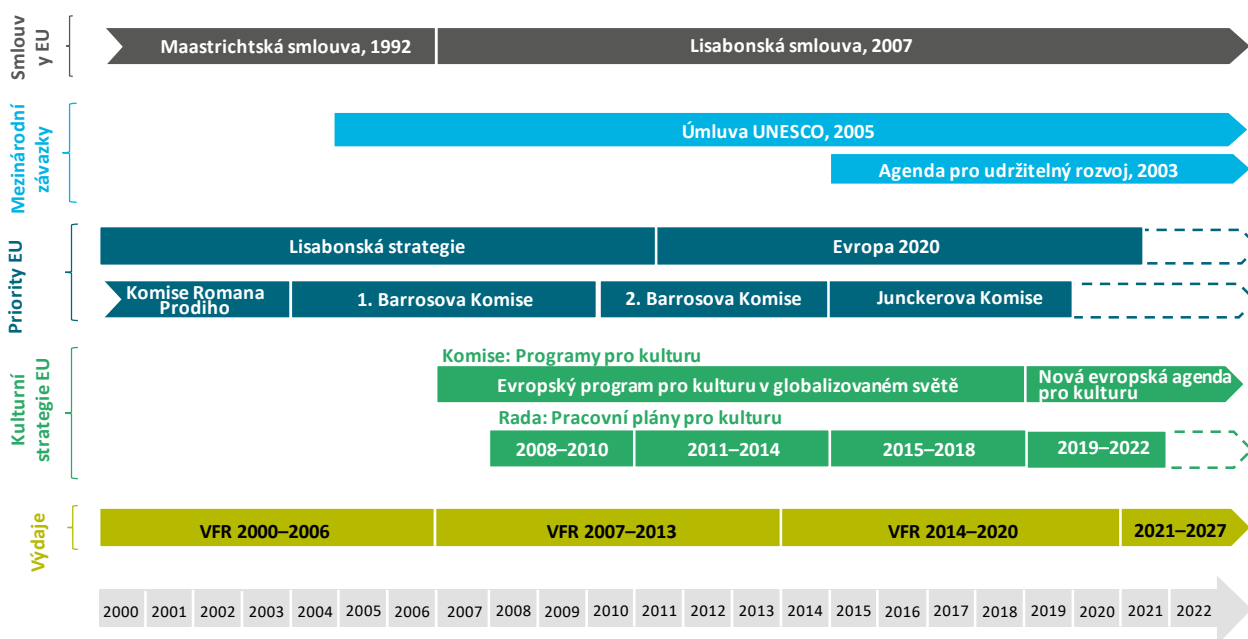 Smlouv
y EU
Maastrichtská smlouva, 1992
Lisabonská smlouva, 2007
Mezinárodní
závazky
Úmluva UNESCO, 2005
Agenda pro udržitelný rozvoj, 2003
Priority EU
Lisabonská strategie
Evropa 2020
Komise Romana
Prodiho
1. Barrosova Komise
2. Barrosova Komise
Junckerova Komise
Kulturní
strategie EU
Komise: Programy pro kulturu
Evropský program pro kulturu v globalizovaném světě
Nová evropská agenda
pro kulturu
Rada: Pracovní plány pro kulturu
2008–2010
2011–2014
2015–2018
2019–2022
Výdaje
VFR 2000–2006
VFR 2007–2013
VFR 2014–2020
2021–2027
2000 2001 2002 2003 2004 2005 2006 2007 2008 2009 2010 2011 2012 2013 2014 2015 2016 2017 2018 2019 2020 2021 2022